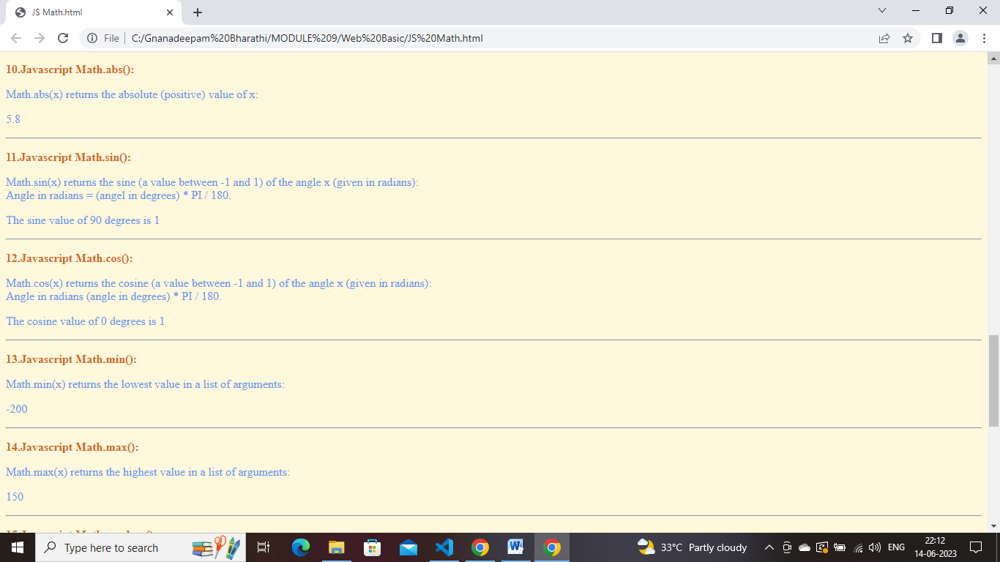 JS Math.html
File
C:/Gnanadeepam%20Bharathi/MODULE%209/Web%20Basic/JS%20Math.html
10.Javascript Math.abs():
Math.abs(x) returns the absolute (positive) value of x:
5.8
11.Javascript Math.sin():
Math.sin(x) returns the sine (a value between -1 and 1) of the angle x (given in radians):
Angle in radians = (angel in degrees) * PI / 180.
The sine value of 90 degrees is 1
12.Javascript Math.cos():
Math.cos(x) returns the cosine (a value between -1 and 1) of the angle x (given in radians):
Angle in radians (angle in degrees) * PI / 180.
The cosine value of 0 degrees is 1
13.Javascript Math.min():
Math.min(x) returns the lowest value in a list of arguments:
-200
14.Javascript Math.max():
Math.max(x) returns the highest value in a list of arguments:
150
Type here to search
33°C Partly cloudy
ENG
22:12
14-06-2023